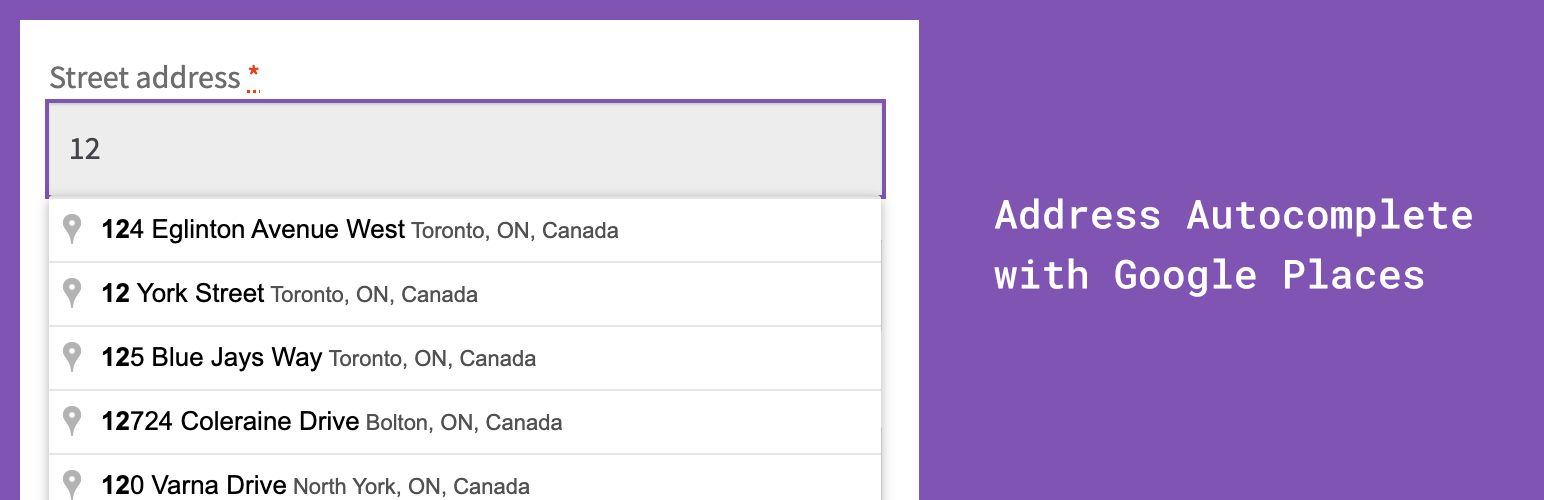 Street address *
12
124 Eglinton Avenue West Toronto, ON, Canada
12 York Street Toronto, ON, Canada
125 Blue Jays Way Toronto, ON, Canada
12724 Coleraine Drive Bolton, ON, Canada
120 Varna Drive North York, ON, Canada
Address Autocomplete
with Google Places